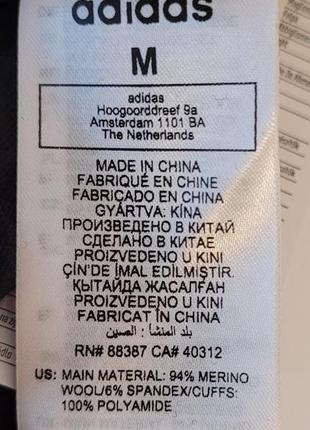 adidas
M
adidas
Hoogoorddreef 9a
Amsterdam 1101 BA
The Netherlands
MADE IN CHINA
FABRIQUÉ EN CHINE
FABRICADO EN CHINA
GYÁRTVA: KÍNA
ПРОИЗВЕДЕНО В КИТАЙ
СДЕЛАНО В КИТАЕ
PROIZVEDENO U KINI
ÇİN'DE İMAL EDİLMİŞTİR.
ҚЫТАЙДА ЖАСАЛҒАН
PROIZVEDENO U KINI
FABRICAT ÎN CHINA
بلد المنشأ: الصين
RN# 88387 CA# 40312
US: MAIN MATERIAL: 94% MERINO
WOOL/6% SPANDEX/CUFFS:
100% POLYAMIDE